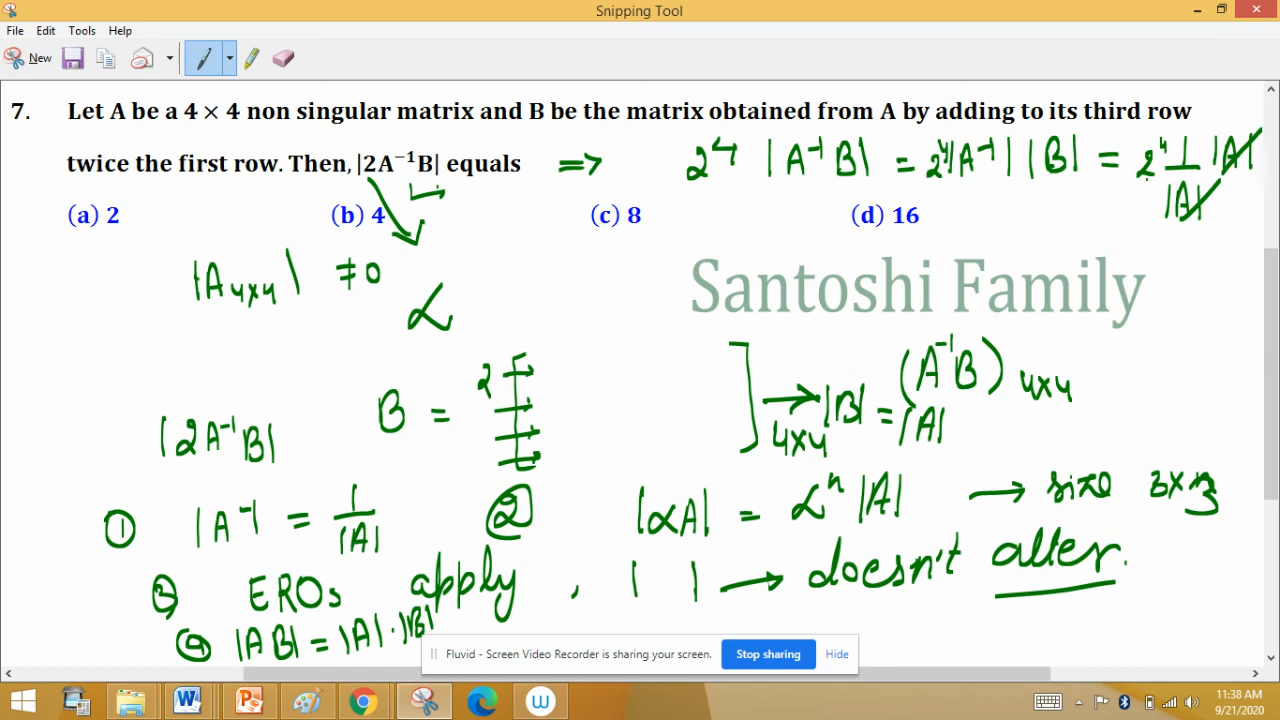 Snipping Tool
File Edit Tools Help
New
7. Let A be a 4 × 4 non singular matrix and B be the matrix obtained from A by adding to its third row
twice the first row. Then, |2A⁻¹B| equals ⇒ 2⁴ |A⁻¹B| = 2⁴|A⁻¹| |B| = 2⁴ 1/|A| |A|
(a) 2 (b) 4 (c) 8 (d) 16
|A₄ₓ₄| ≠ 0
α
Santoshi Family
B = 2
→ |B| = |A|
4x4
(A⁻¹B) 4x4
|2A⁻¹B|
① |A⁻¹| = 1/|A|
② |αA| = αⁿ |A| → size
③ EROs apply, | | → doesn't alter.
④ |AB| = |A|·|B|
Fluvid - Screen Video Recorder is sharing your screen. Stop sharing Hide
11:38 AM
9/21/2020